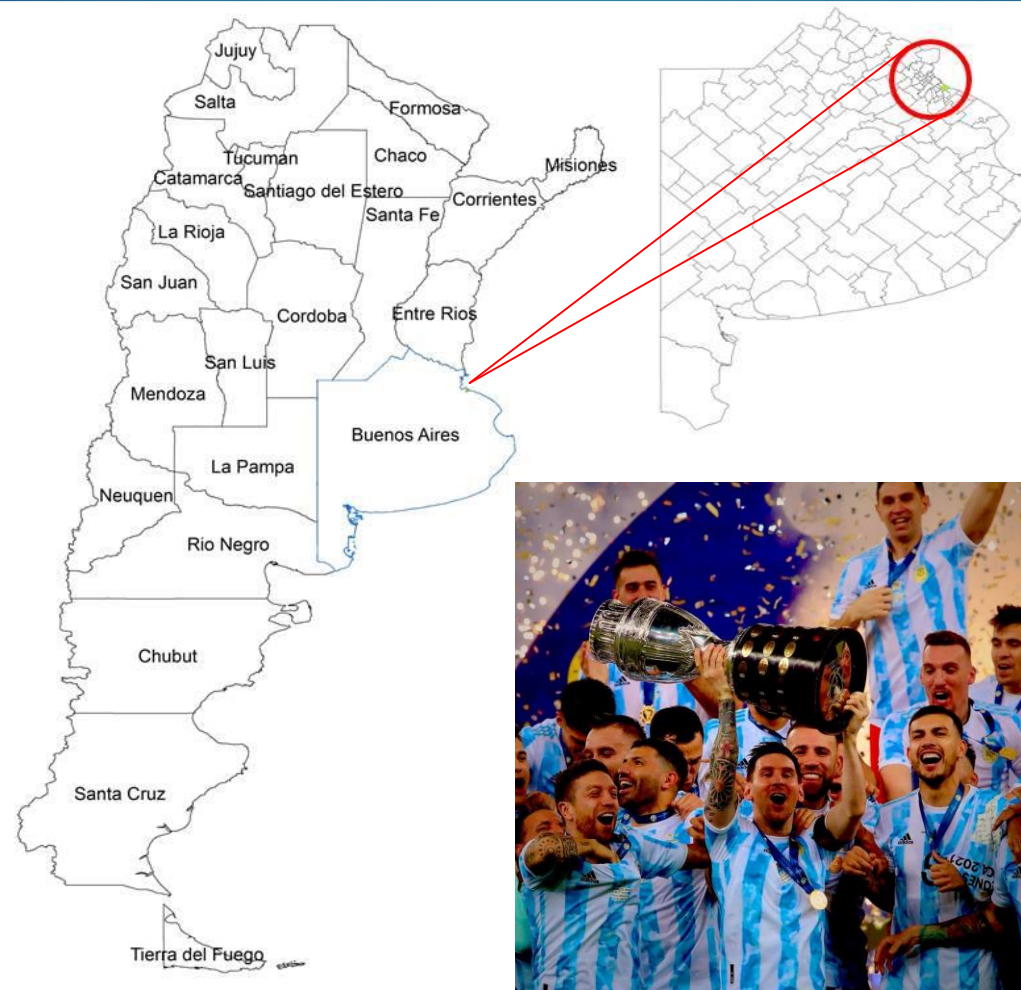 Jujuy
Salta
Formosa
Tucuman
Chaco
Misiones
Catamarca
Santiago del Estero
Corrientes
Santa Fe
La Rioja
San Juan
Cordoba
Entre Rios
San Luis
Mendoza
Buenos Aires
La Pampa
Neuquen
Rio Negro
Chubut
Santa Cruz
Tierra del Fuego